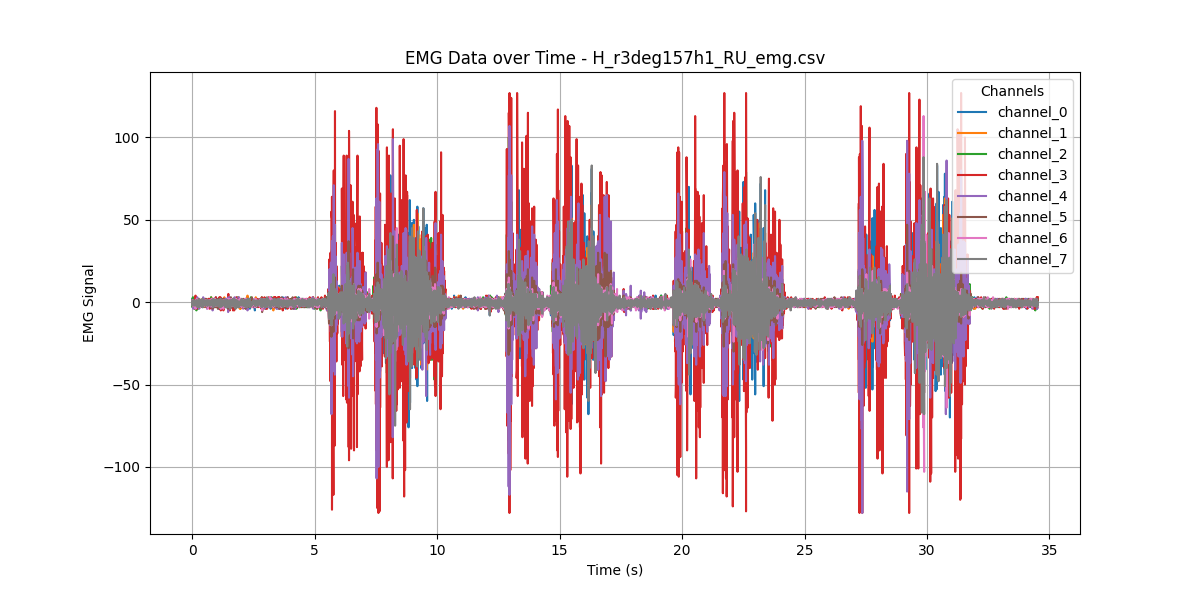 EMG Data over Time - H_r3deg157h1_RU_emg.csv
Channels
channel_0
channel_1
channel_2
channel_3
channel_4
channel_5
channel_6
channel_7
EMG Signal
100
50
0
−50
−100
0 5 10 15 20 25 30 35
Time (s)